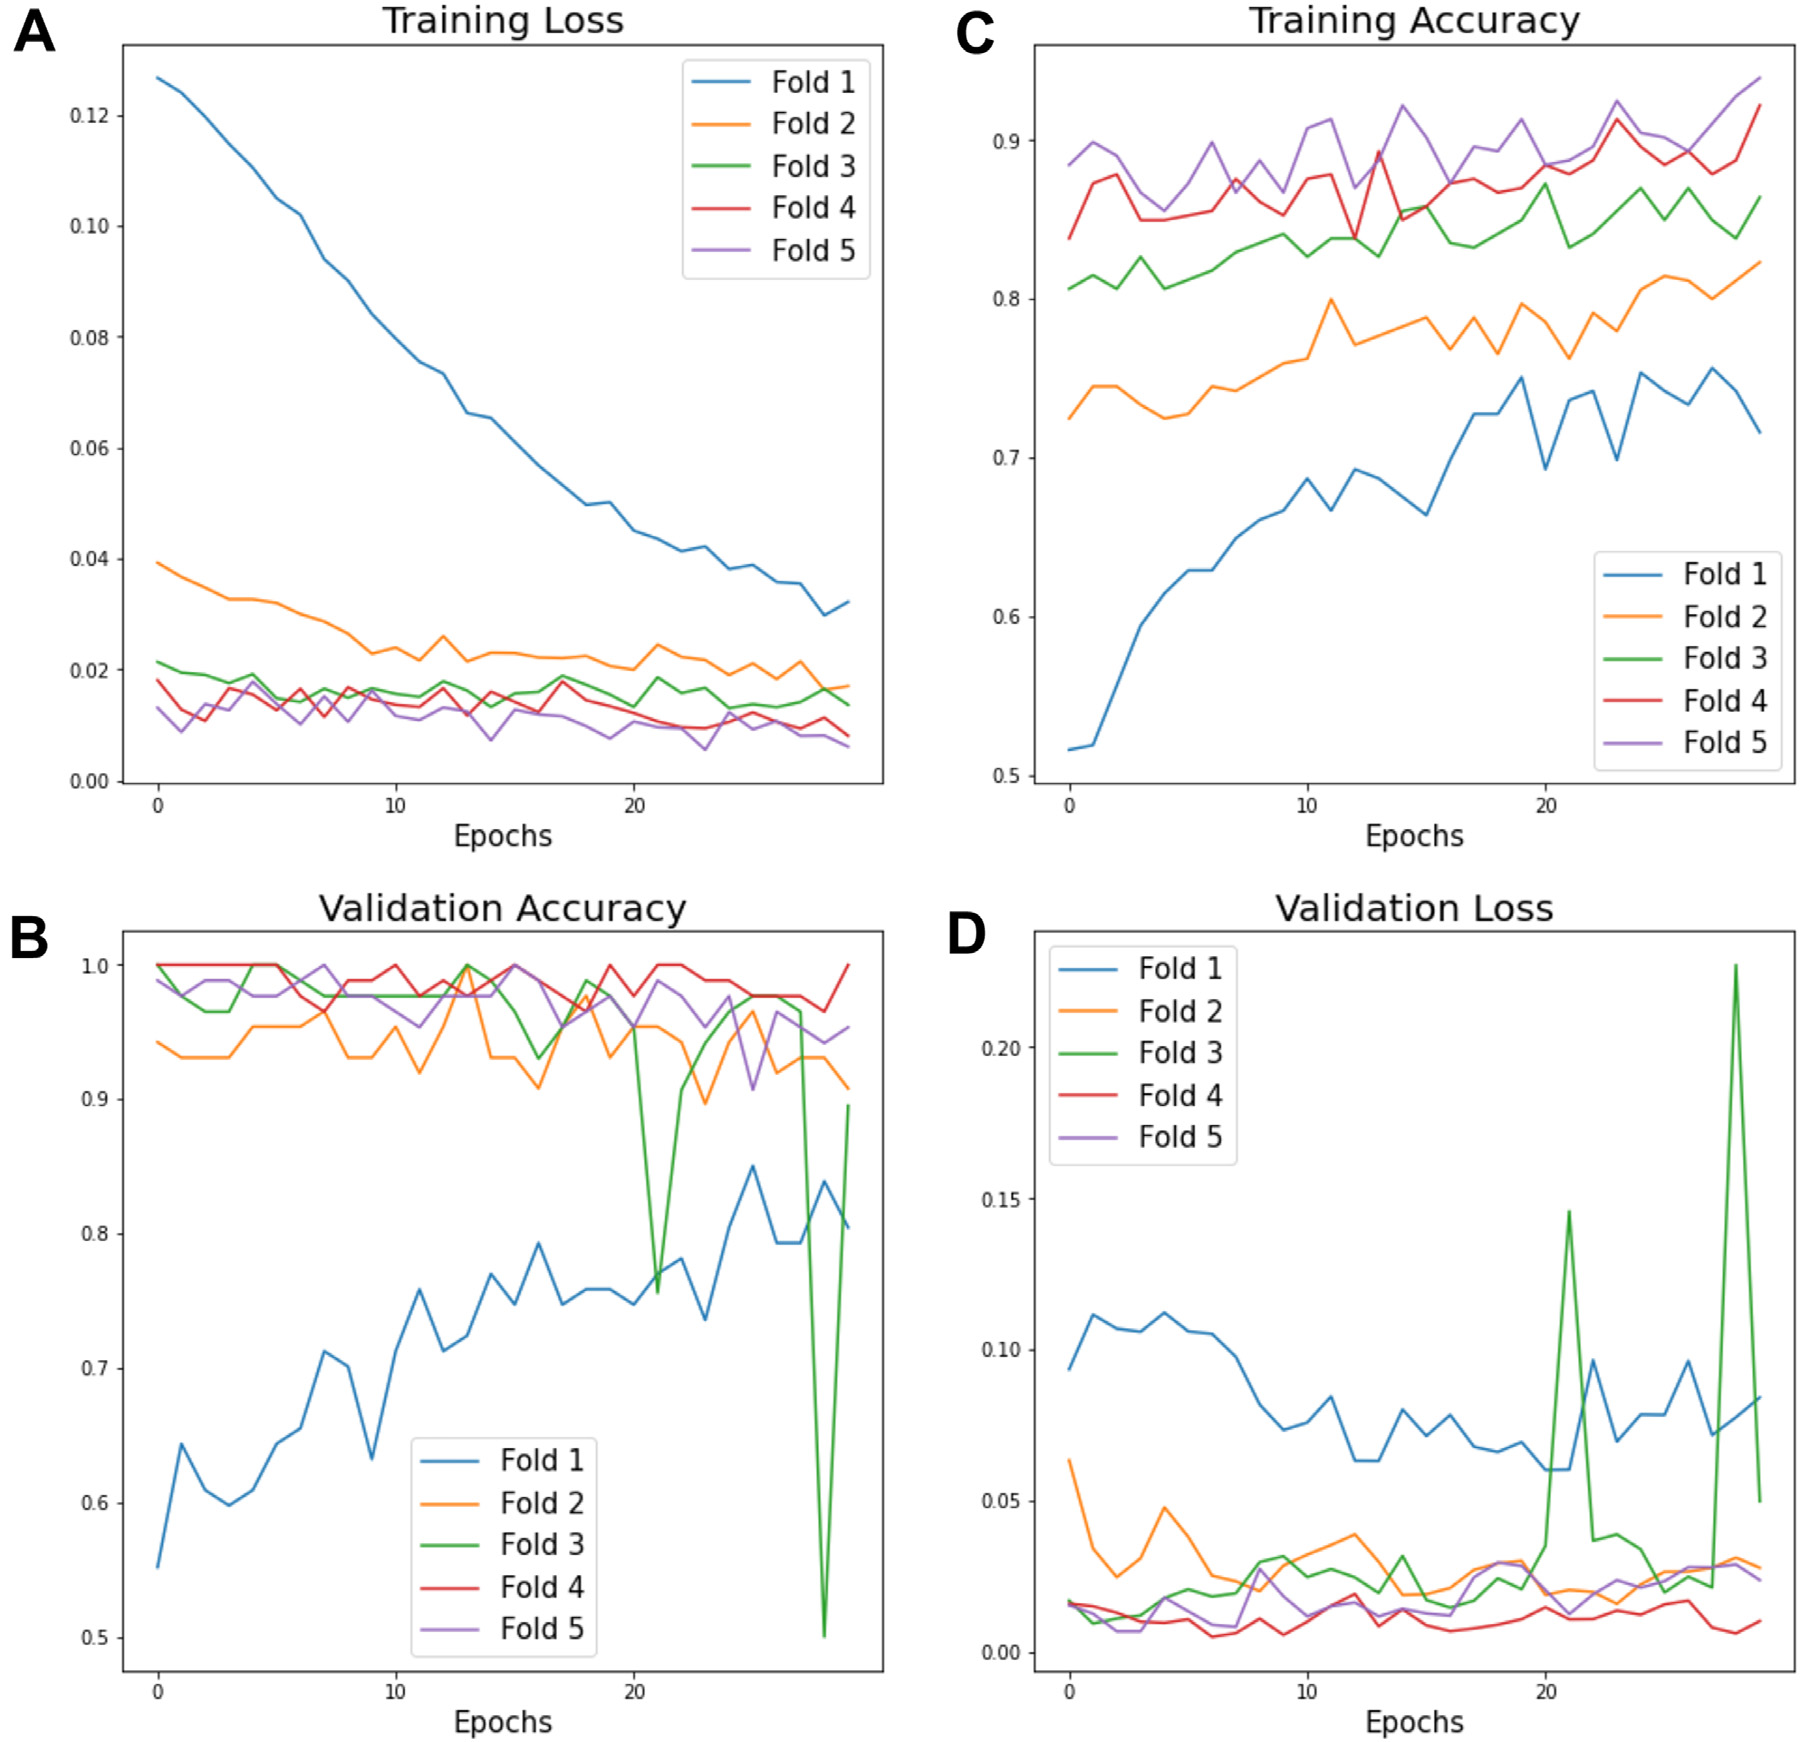 A
Training Loss
Fold 1
Fold 2
Fold 3
Fold 4
Fold 5
0.12
0.10
0.08
0.06
0.04
0.02
0.00
0 10 20
Epochs
C
Training Accuracy
0.9
0.8
0.7
0.6
0.5
Fold 1
Fold 2
Fold 3
Fold 4
Fold 5
0 10 20
Epochs
B
Validation Accuracy
1.0
0.9
0.8
0.7
0.6
0.5
Fold 1
Fold 2
Fold 3
Fold 4
Fold 5
0 10 20
Epochs
D
Validation Loss
Fold 1
Fold 2
Fold 3
Fold 4
Fold 5
0.20
0.15
0.10
0.05
0.00
0 10 20
Epochs